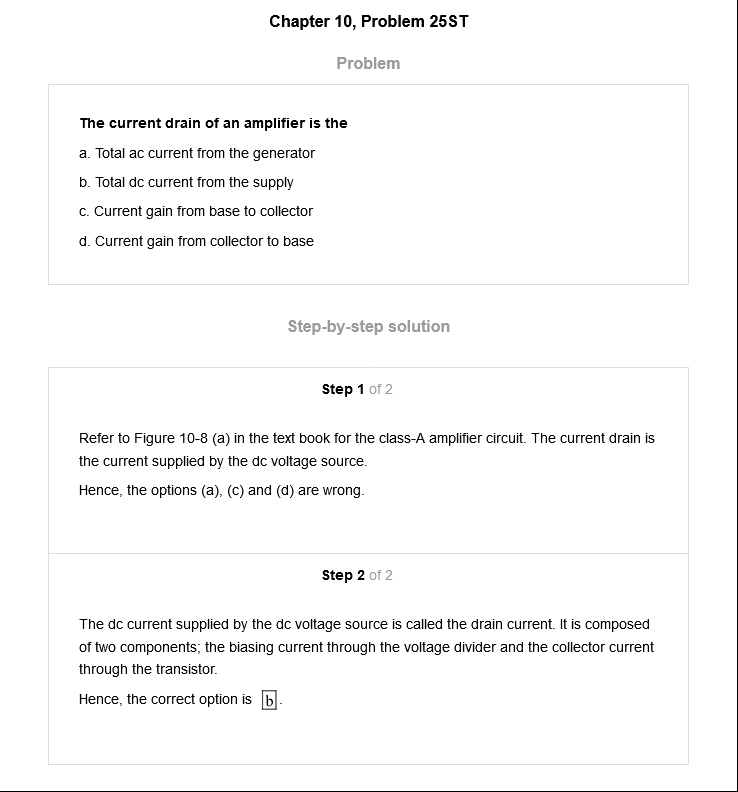 Chapter 10, Problem 25ST
Problem
The current drain of an amplifier is the
a. Total ac current from the generator
b. Total dc current from the supply
c. Current gain from base to collector
d. Current gain from collector to base
Step-by-step solution
Step 1 of 2
Refer to Figure 10-8 (a) in the text book for the class-A amplifier circuit. The current drain is
the current supplied by the dc voltage source.
Hence, the options (a), (c) and (d) are wrong.
Step 2 of 2
The dc current supplied by the dc voltage source is called the drain current. It is composed
of two components; the biasing current through the voltage divider and the collector current
through the transistor.
Hence, the correct option is b.